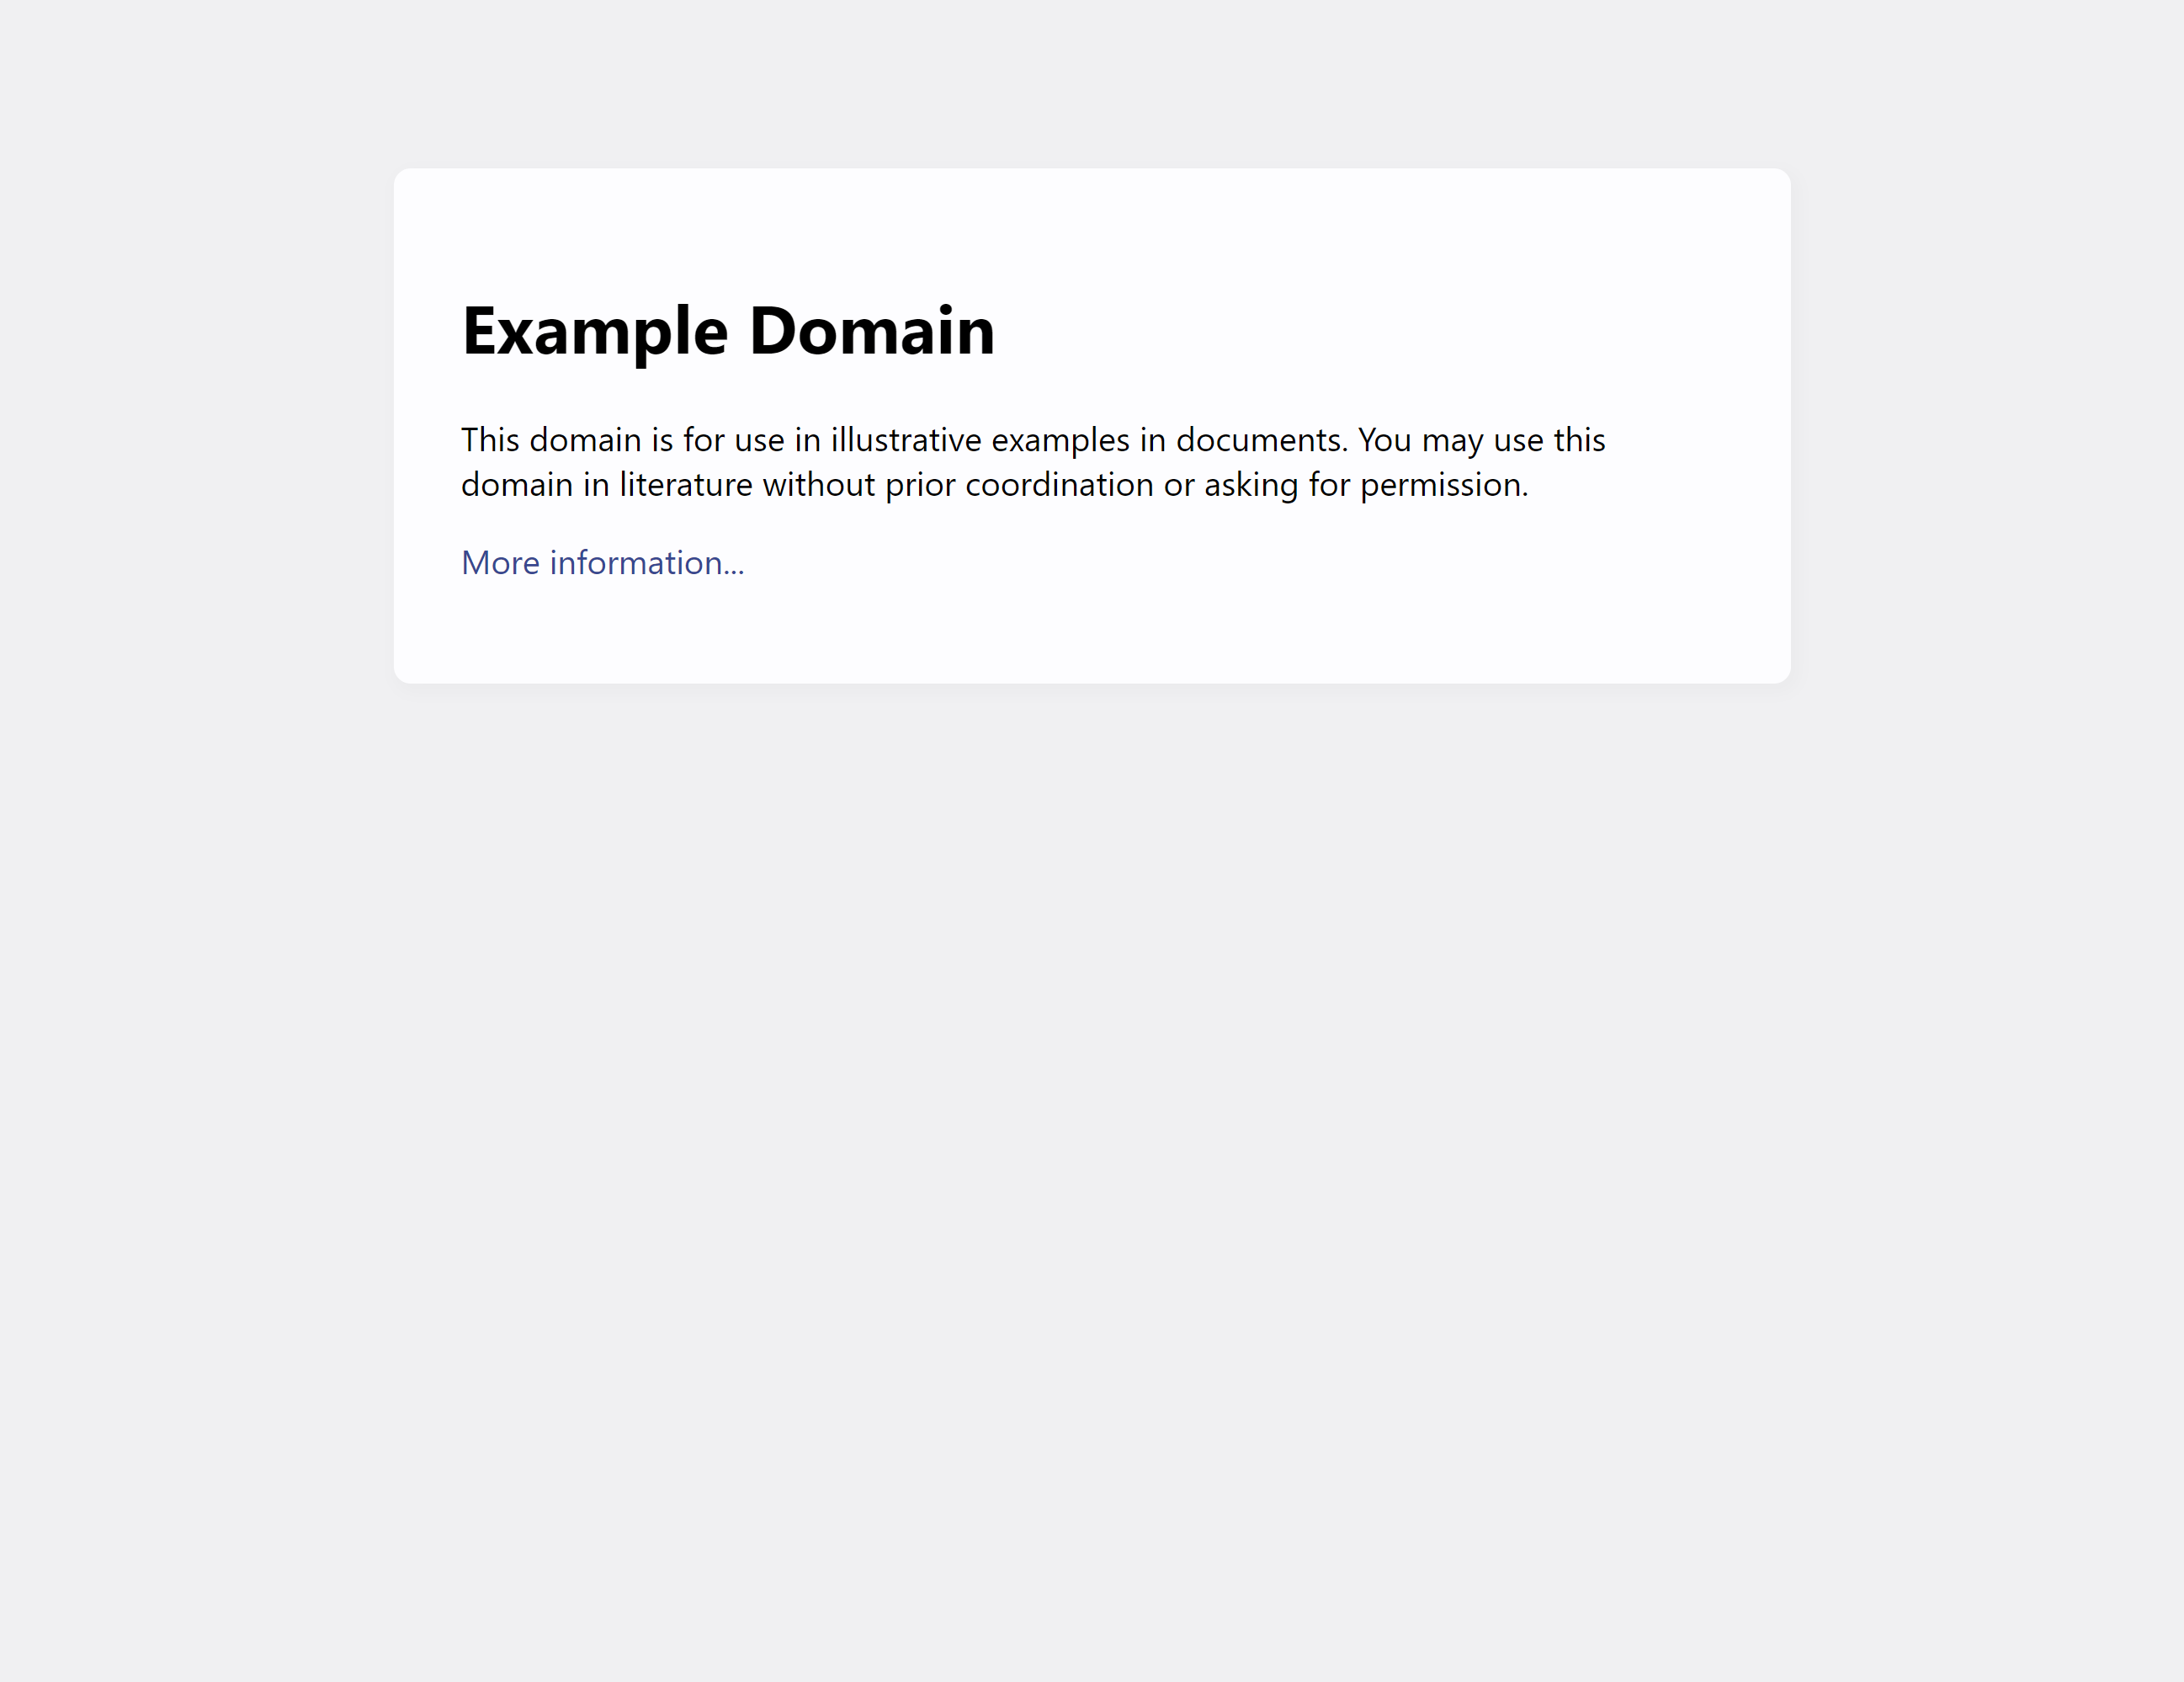 Example Domain
This domain is for use in illustrative examples in documents. You may use this
domain in literature without prior coordination or asking for permission.
More information...